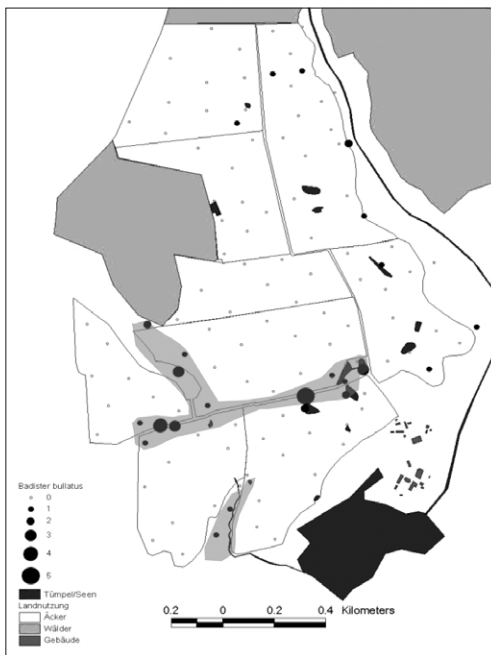 Badister bullatus
0
1
2
3
4
5
Tümpel/Seen
Landnutzung
Äcker
Wälder
Gebäude
0.2 0 0.2 0.4 Kilometers